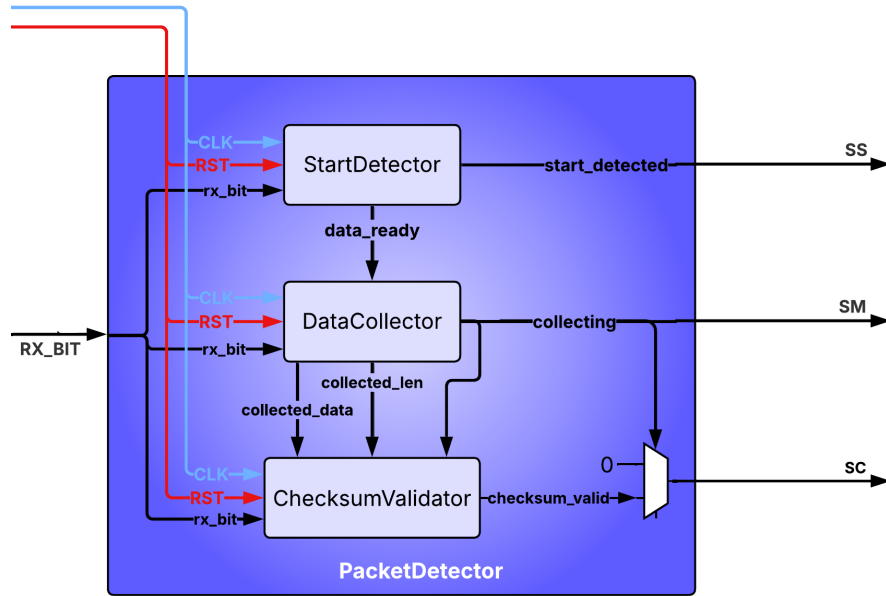 CLK
SS
RST
StartDetector
start_detected
rx_bit
data_ready
CLK
SM
RST
DataCollector
collecting
RX_BIT
rx_bit
collected_len
collected_data
0
SC
CLK
RST
ChecksumValidator
checksum_valid
rx_bit
PacketDetector